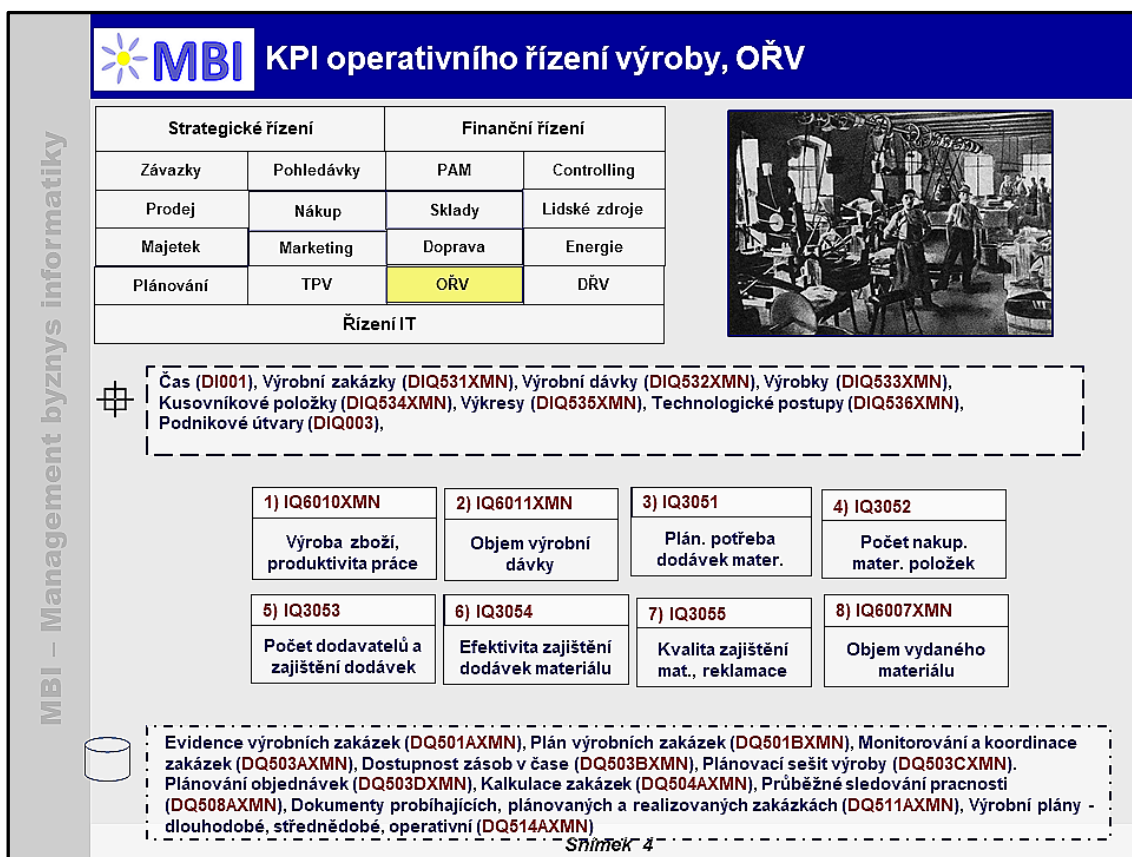 MBI
KPI operativního řízení výroby, OŘV
MBI – Management byznys informatiky
Strategické řízení
Finanční řízení
Závazky
Pohledávky
PAM
Controlling
Prodej
Nákup
Sklady
Lidské zdroje
Majetek
Marketing
Doprava
Energie
Plánování
TPV
OŘV
DŘV
Řízení IT
Čas (DI001), Výrobní zakázky (DIQ531XMN), Výrobní dávky (DIQ532XMN), Výrobky (DIQ533XMN),
Kusovníkové položky (DIQ534XMN), Výkresy (DIQ535XMN), Technologické postupy (DIQ536XMN),
Podnikové útvary (DIQ003),
1) IQ6010XMN
Výroba zboží,
produktivita práce
2) IQ6011XMN
Objem výrobní
dávky
3) IQ3051
Plán. potřeba
dodávek mater.
4) IQ3052
Počet nakup.
mater. položek
5) IQ3053
Počet dodavatelů a
zajištění dodávek
6) IQ3054
Efektivita zajištění
dodávek materiálu
7) IQ3055
Kvalita zajištění
mat., reklamace
8) IQ6007XMN
Objem vydaného
materiálu
Evidence výrobních zakázek (DQ501AXMN), Plán výrobních zakázek (DQ501BXMN), Monitorování a koordinace
zakázek (DQ503AXMN), Dostupnost zásob v čase (DQ503BXMN), Plánovací sešit výroby (DQ503CXMN).
Plánování objednávek (DQ503DXMN), Kalkulace zakázek (DQ504AXMN), Průběžné sledování pracnosti
(DQ508AXMN), Dokumenty probíhajících, plánovaných a realizovaných zakázkách (DQ511AXMN), Výrobní plány -
dlouhodobé, střednědobé, operativní (DQ514AXMN)
Snímek 4